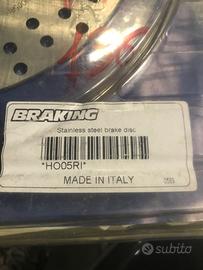 BRAKING
Stainless steel brake disc
*HO05RI*
MADE IN ITALY
subito